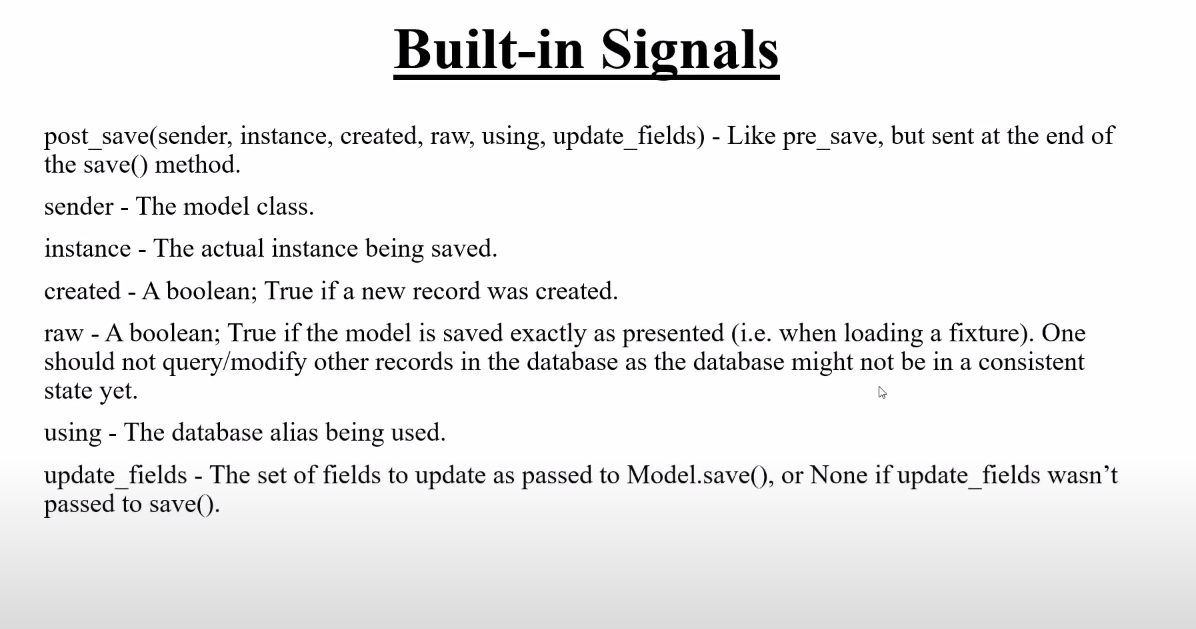 Built-in Signals
post_save(sender, instance, created, raw, using, update_fields) - Like pre_save, but sent at the end of
the save() method.
sender - The model class.
instance - The actual instance being saved.
created - A boolean; True if a new record was created.
raw - A boolean; True if the model is saved exactly as presented (i.e. when loading a fixture). One
should not query/modify other records in the database as the database might not be in a consistent
state yet.
using - The database alias being used.
update_fields - The set of fields to update as passed to Model.save(), or None if update_fields wasn’t
passed to save().